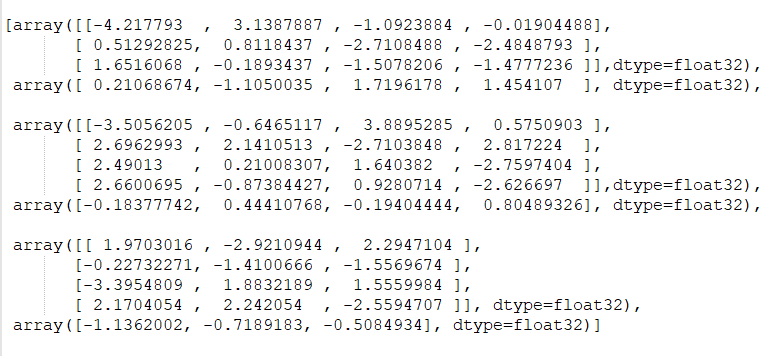 [array([[-4.217793  ,  3.1387887 , -1.0923884 , -0.01904488],
[ 0.51292825,  0.8118437 , -2.7108488 , -2.4848793 ],
[ 1.6516068 , -0.1893437 , -1.5078206 , -1.4777236 ]],dtype=float32),
array([ 0.21068674, -1.1050035 ,  1.7196178 ,  1.454107  ], dtype=float32),
array([[-3.5056205 , -0.6465117 ,  3.8895285 ,  0.5750903 ],
[ 2.6962993 ,  2.1410513 , -2.7103848 ,  2.817224  ],
[ 2.49013   ,  0.21008307,  1.640382  , -2.7597404 ],
[ 2.6600695 , -0.87384427,  0.9280714 , -2.626697  ]],dtype=float32),
array([-0.18377742,  0.44410768, -0.19404444,  0.80489326], dtype=float32),
array([[ 1.9703016 , -2.9210944 ,  2.2947104 ],
[-0.22732271, -1.4100666 , -1.5569674 ],
[-3.3954809 ,  1.8832189 ,  1.5559984 ],
[ 2.1704054 ,  2.242054  , -2.5594707 ]], dtype=float32),
array([-1.1362002, -0.7189183, -0.5084934], dtype=float32)]